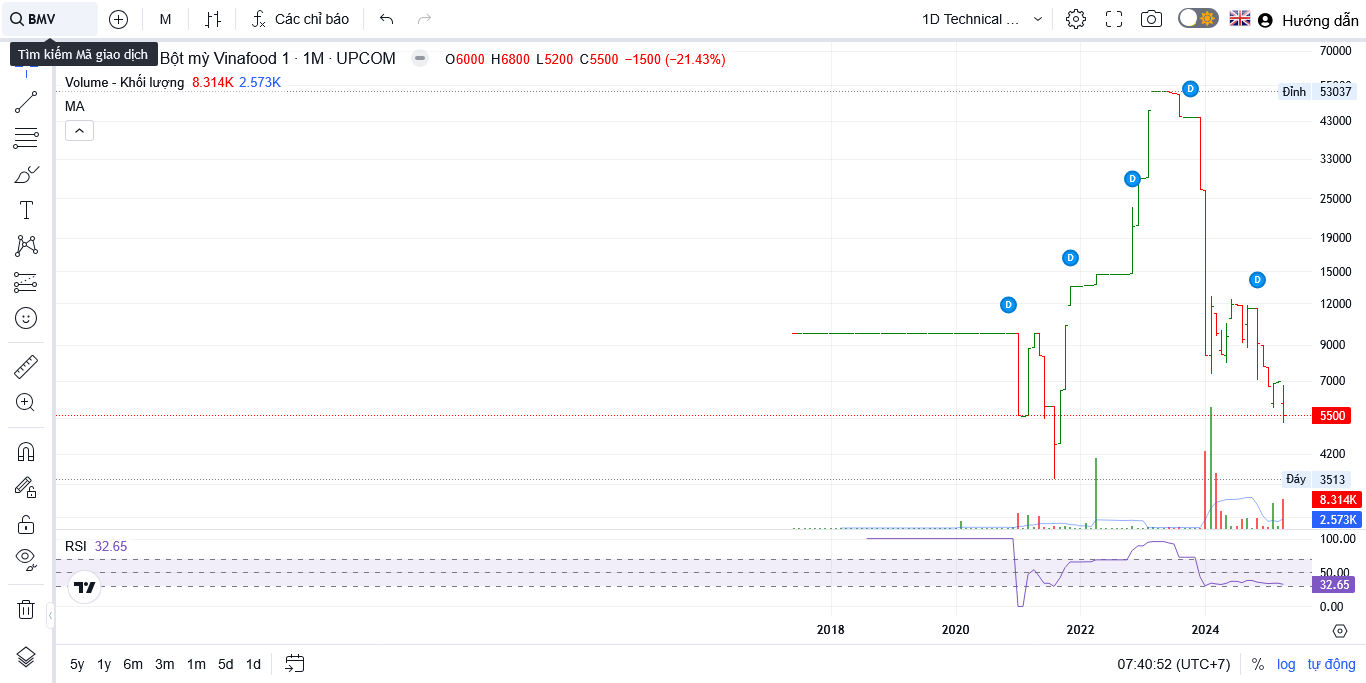 BMV
M
Các chỉ báo
1D Technical ...
Hướng dẫn
Tìm kiếm Mã giao dịch
Bột mỳ Vinafood 1 · 1M · UPCOM
O6000 H6800 L5200 C5500 −1500 (−21.43%)
Volume - Khối lượng 8.314K 2.573K
MA
70000
Đỉnh 53037
43000
33000
25000
19000
15000
12000
9000
7000
5500
4200
Đáy 3513
8.314K
2.573K
D
D
D
D
D
RSI 32.65
100.00
50.00
32.65
0.00
2018 2020 2022 2024
5y 1y 6m 3m 1m 5d 1d
07:40:52 (UTC+7) % log tự động